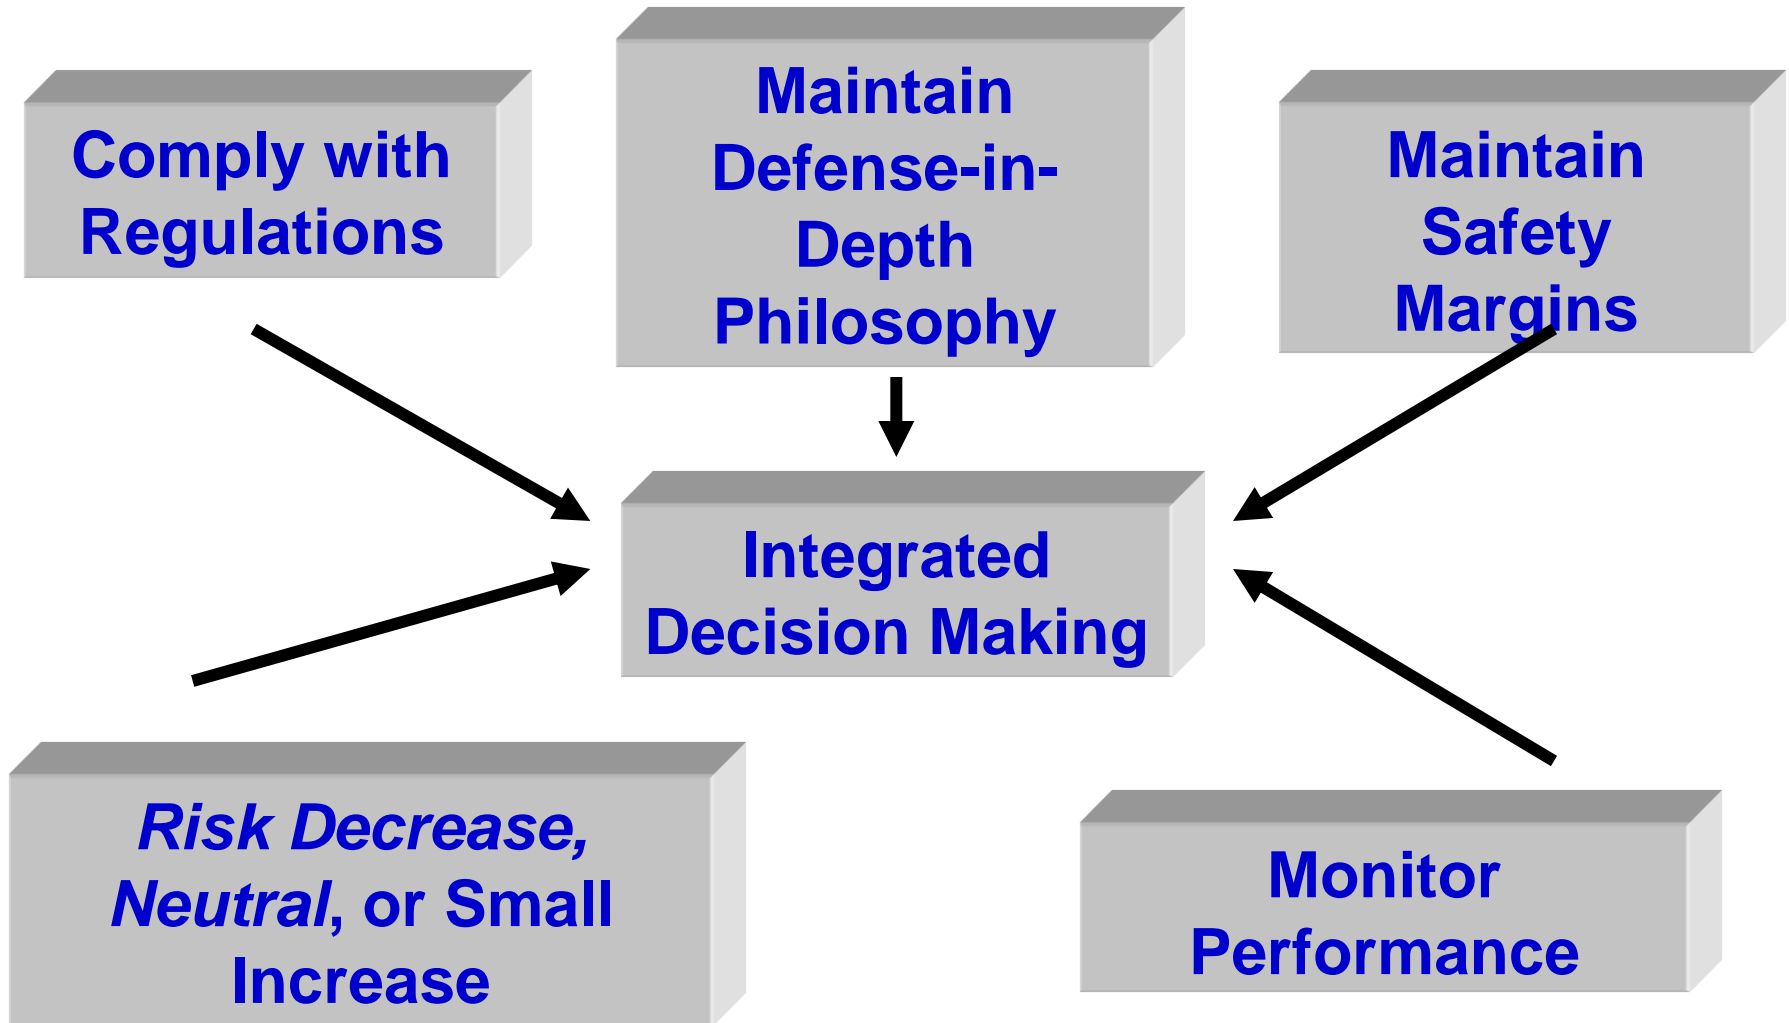 Comply with
Regulations
Maintain
Defense-in-
Depth
Philosophy
Maintain
Safety
Margins
Integrated
Decision Making
Risk Decrease,
Neutral, or Small
Increase
Monitor
Performance